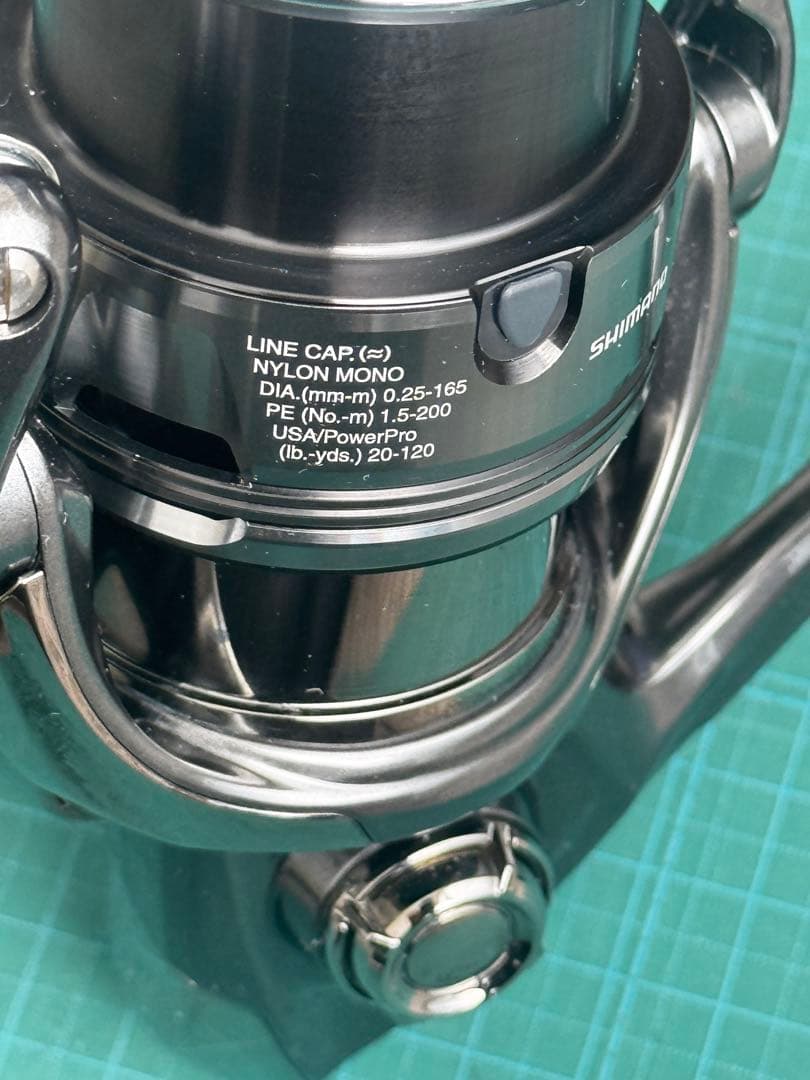 LINE CAP.(≈)
NYLON MONO
DIA.(mm-m) 0.25-165
PE (No.-m) 1.5-200
USA/PowerPro
(lb.-yds.) 20-120
SHIMANO